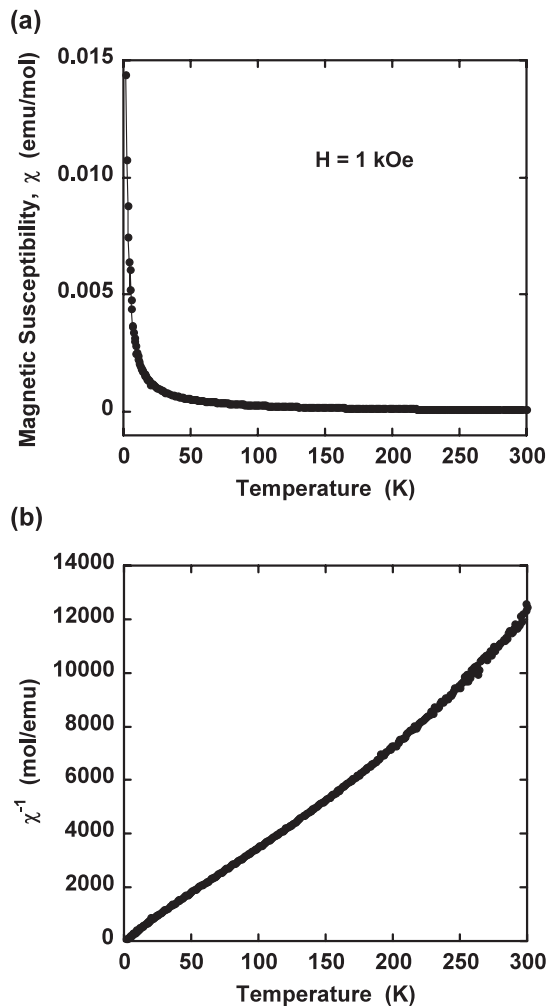 (a)
0.015
0.010
0.005
0
Magnetic Susceptibility, χ (emu/mol)
H = 1 kOe
0 50 100 150 200 250 300
Temperature (K)
(b)
14000
12000
10000
8000
6000
4000
2000
0
χ⁻¹ (mol/emu)
0 50 100 150 200 250 300
Temperature (K)